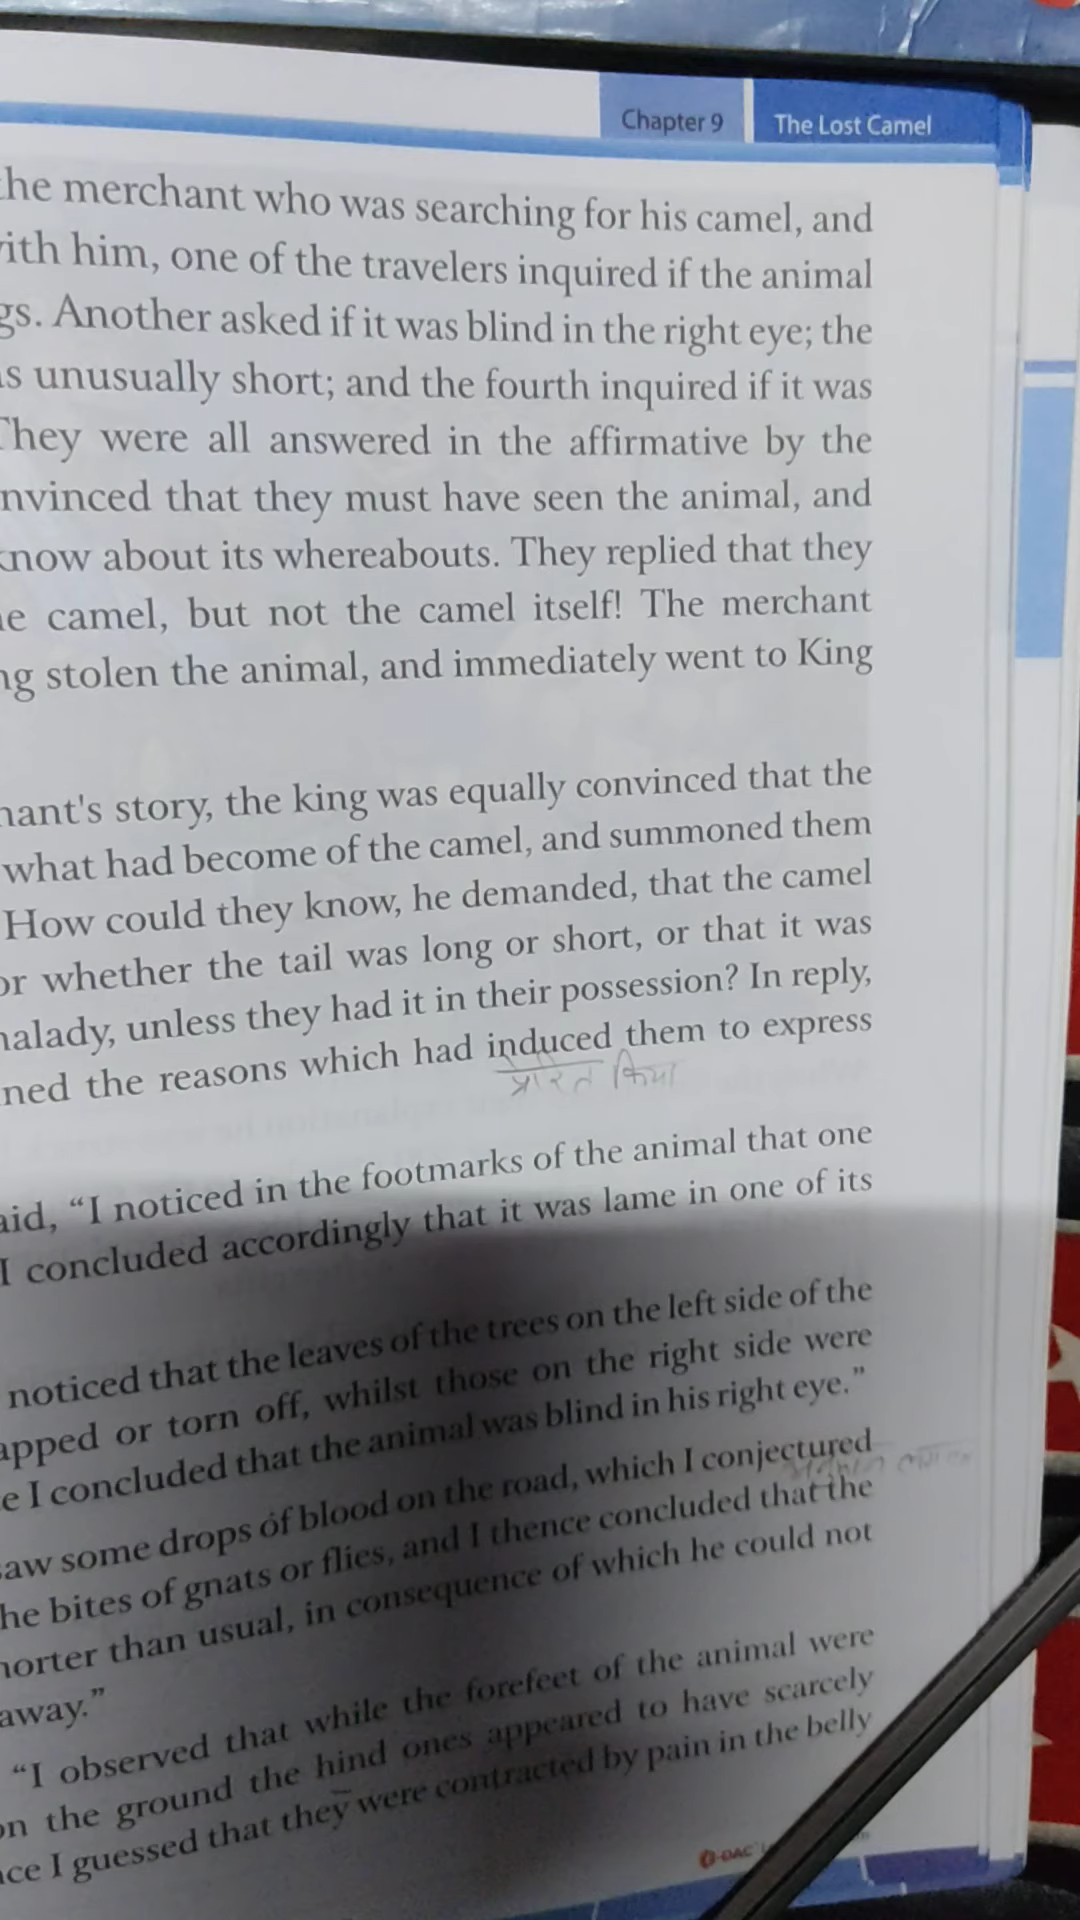 Chapter 9 The Lost Camel
the merchant who was searching for his camel, and
with him, one of the travelers inquired if the animal
gs. Another asked if it was blind in the right eye; the
as unusually short; and the fourth inquired if it was
They were all answered in the affirmative by the
nvinced that they must have seen the animal, and
know about its whereabouts. They replied that they
he camel, but not the camel itself! The merchant
ng stolen the animal, and immediately went to King
hant's story, the king was equally convinced that the
what had become of the camel, and summoned them
How could they know, he demanded, that the camel
or whether the tail was long or short, or that it was
malady, unless they had it in their possession? In reply,
ned the reasons which had induced them to express
प्रेरित किया
aid, “I noticed in the footmarks of the animal that one
I concluded accordingly that it was lame in one of its
noticed that the leaves of the trees on the left side of the
apped or torn off, whilst those on the right side were
e I concluded that the animal was blind in his right eye.”
saw some drops of blood on the road, which I conjectured
he bites of gnats or flies, and I thence concluded that the
horter than usual, in consequence of which he could not
away.”
“I observed that while the forefeet of the animal were
on the ground the hind ones appeared to have scarcely
nce I guessed that they were contracted by pain in the belly